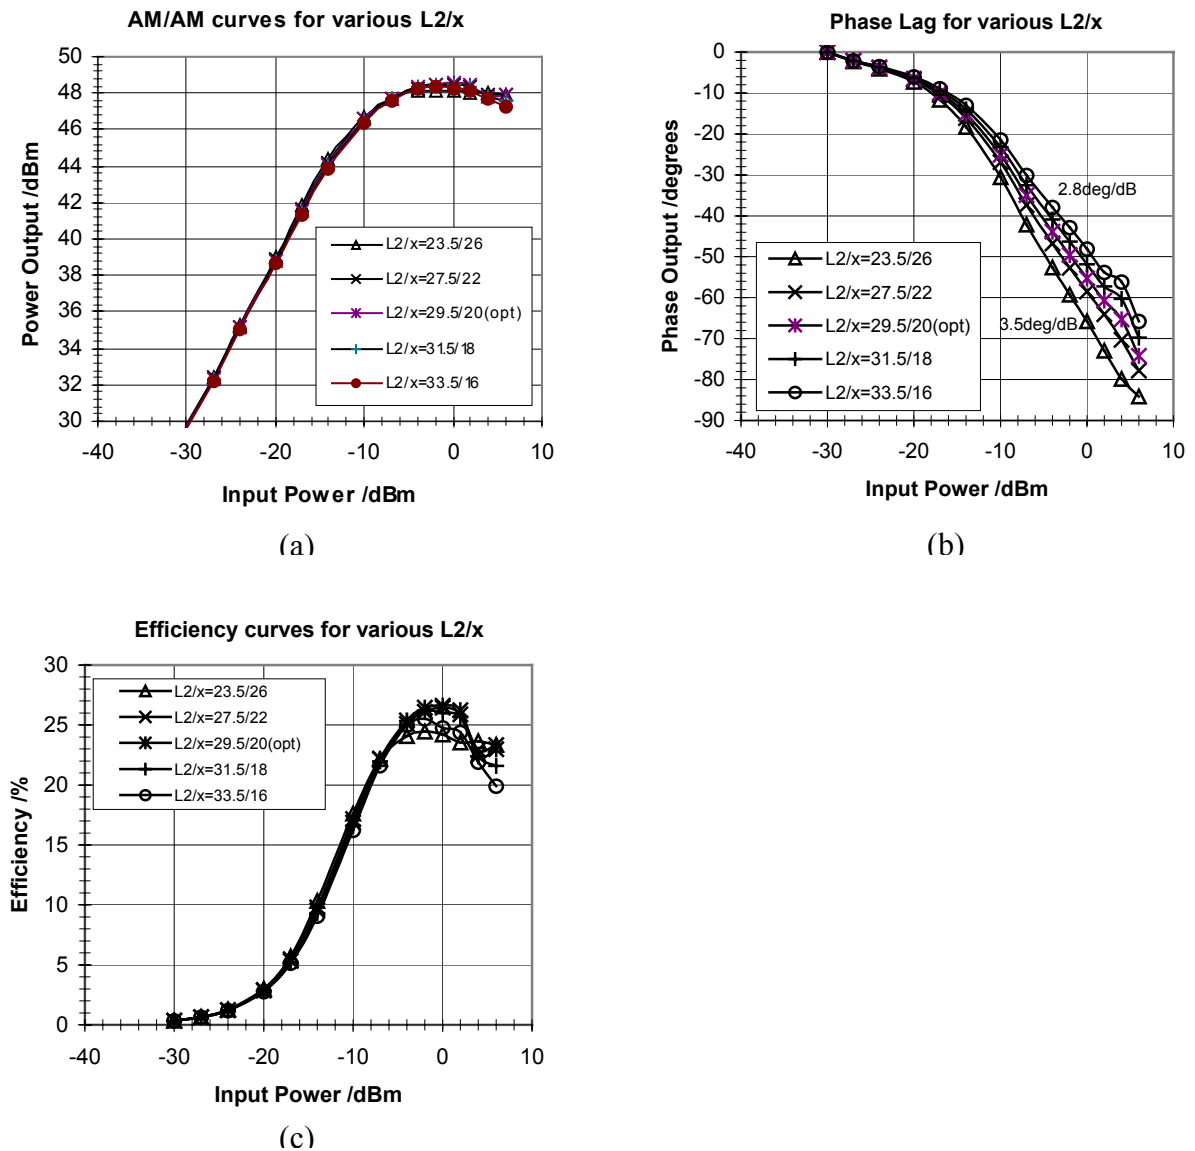 AM/AM curves for various L2/x
50
48
46
44
42
40
38
36
34
32
30
Power Output /dBm
L2/x=23.5/26
L2/x=27.5/22
L2/x=29.5/20(opt)
L2/x=31.5/18
L2/x=33.5/16
-40 -30 -20 -10 0 10
Input Power /dBm
(a)
Phase Lag for various L2/x
0
-10
-20
-30
-40
-50
-60
-70
-80
-90
Phase Output /degrees
2.8deg/dB
L2/x=23.5/26
L2/x=27.5/22
L2/x=29.5/20(opt)
L2/x=31.5/18
L2/x=33.5/16
3.5deg/dB
-40 -30 -20 -10 0 10
Input Power /dBm
(b)
Efficiency curves for various L2/x
30
25
20
15
10
5
0
Efficiency /%
L2/x=23.5/26
L2/x=27.5/22
L2/x=29.5/20(opt)
L2/x=31.5/18
L2/x=33.5/16
-40 -30 -20 -10 0 10
Input Power /dBm
(c)